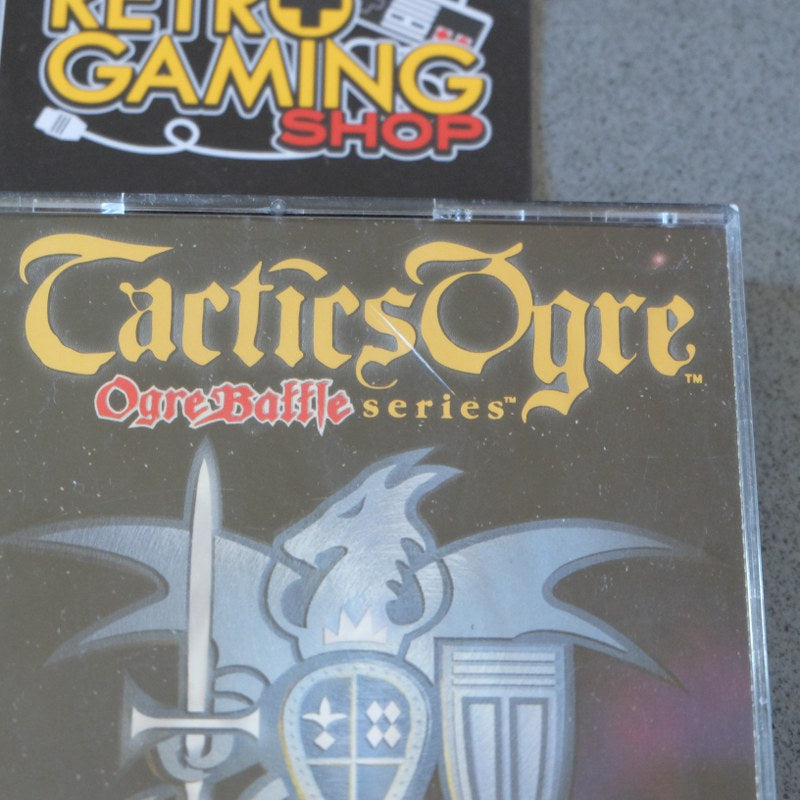 RETRO
GAMING
SHOP
Tactics Ogre™
Ogre Battle series™